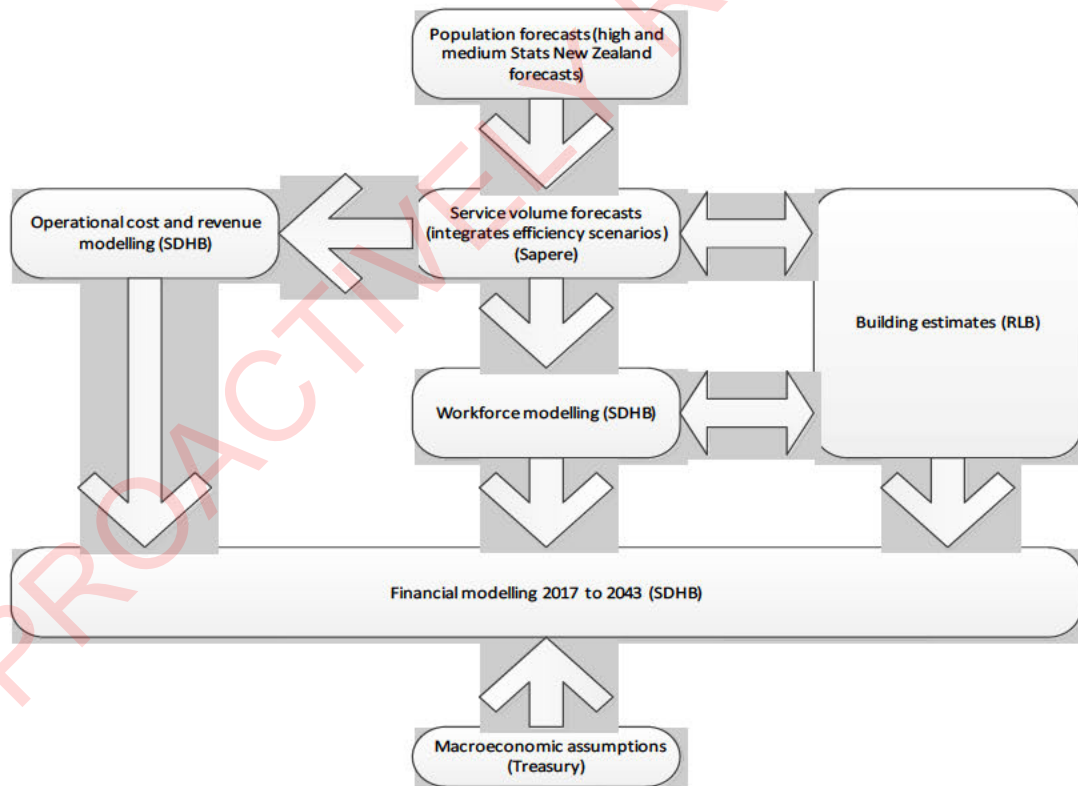 Population forecasts(high and
medium Stats New Zealand
forecasts)
Operational cost and revenue
modelling (SDHB)
Service volume forecasts
(integrates efficiency scenarios)
(Sapere)
Building estimates (RLB)
Workforce modelling (SDHB)
Financial modelling 2017 to 2043 (SDHB)
Macroeconomic assumptions
(Treasury)
PROACTIVELY R